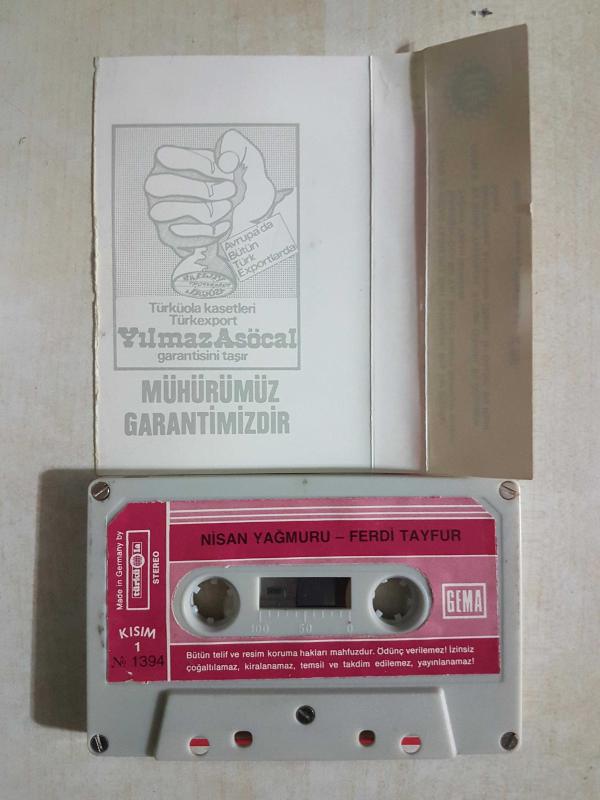 Avrupa'da
Bütün
Türk
Exportlarda
Türküola kasetleri
Türkexport
Yılmaz Asöcal
garantisini taşır
MÜHÜRÜMÜZ
GARANTİMİZDİR
NİSAN YAĞMURU – FERDİ TAYFUR
Made in Germany by
türküola
STEREO
GEMA
100 50 0
KISIM
1
№ 1394
Bütün telif ve resim koruma hakları mahfuzdur. Ödünç verilemez! İzinsiz
çoğaltılamaz, kiralanamaz, temsil ve takdim edilemez, yayınlanamaz!